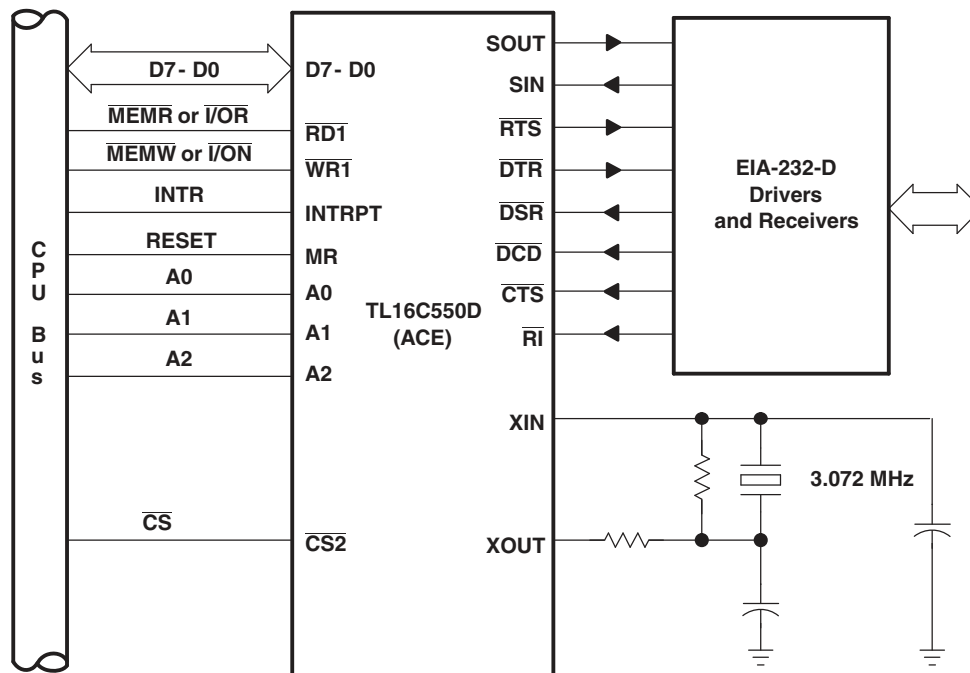 CPU Bus
D7- D0
MEMR or I/OR
MEMW or I/ON
INTR
RESET
A0
A1
A2
CS
D7- D0
RD1
WR1
INTRPT
MR
A0
A1
A2
CS2
TL16C550D
(ACE)
SOUT
SIN
RTS
DTR
DSR
DCD
CTS
RI
XIN
XOUT
EIA-232-D
Drivers
and Receivers
3.072 MHz